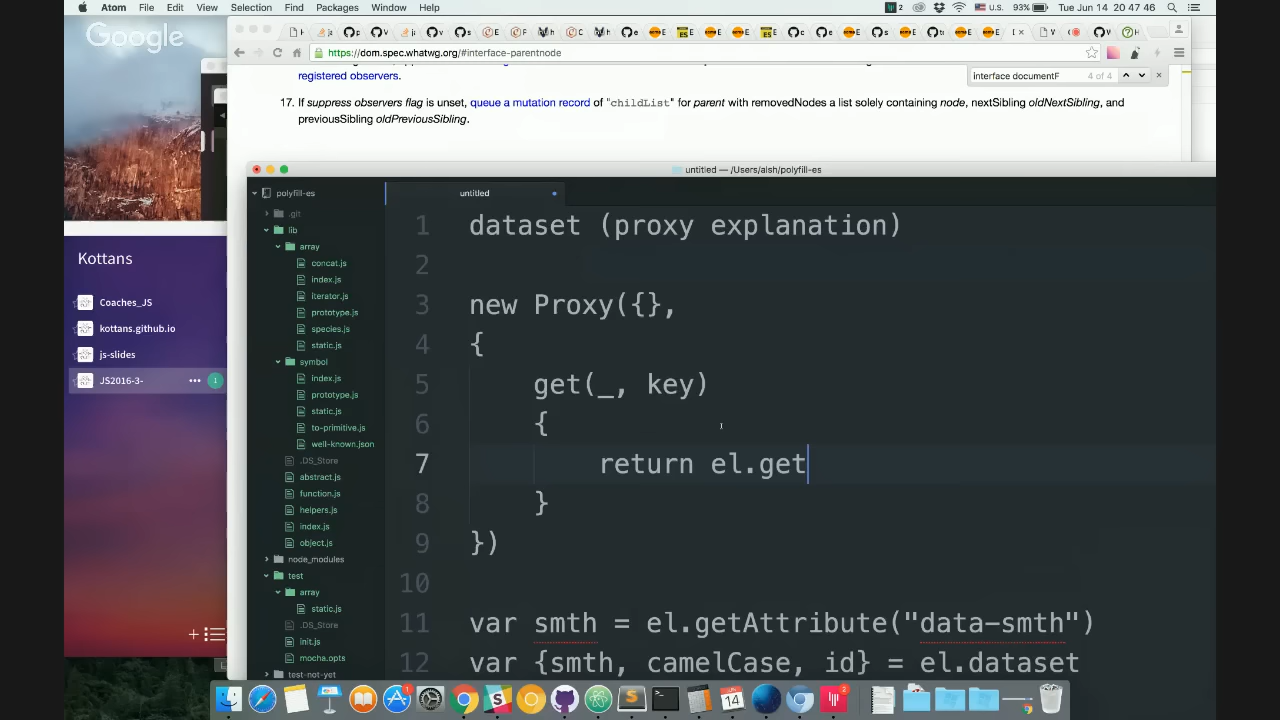 Atom File Edit View Selection Find Packages Window Help
2
U.S. 93% Tue Jun 14 20 47 46
Google
https://dom.spec.whatwg.org/#interface-parentnode
registered observers.
interface documentF 4 of 4
17. If suppress observers flag is unset, queue a mutation record of "childList" for parent with removedNodes a list solely containing node, nextSibling oldNextSibling, and
previousSibling oldPreviousSibling.
untitled — /Users/alsh/polyfill-es
polyfill-es
untitled
.git
lib
array
concat.js
index.js
iterator.js
prototype.js
species.js
static.js
symbol
index.js
prototype.js
static.js
to-primitive.js
well-known.json
.DS_Store
abstract.js
function.js
helpers.js
index.js
object.js
node_modules
test
array
static.js
.DS_Store
init.js
mocha.opts
test-not-yet
Kottans
Coaches_JS
kottans.github.io
js-slides
JS2016-3- ••• 1
1 dataset (proxy explanation)
2
3 new Proxy({},
4 {
5 get(_, key)
6 {
7 return el.get
8 }
9 })
10
11 var smth = el.getAttribute("data-smth")
12 var {smth, camelCase, id} = el.dataset
1
14
2